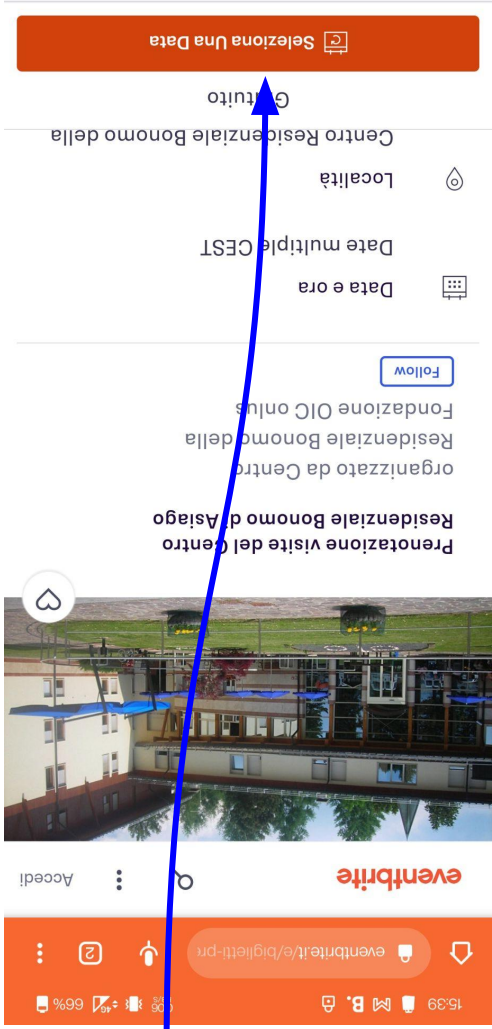 15:39 B. 66%
eventbrite.it/e/biglietti-pr 2
eventbrite Accedi
Prenotazione visite del Centro
Residenziale Bonomo di Asiago
organizzato da Centro
Residenziale Bonomo della
Fondazione OIC onlus
Follow
Data e ora
Date multiple CEST
Località
Centro Residenziale Bonomo della
Gratuito
Seleziona Una Data